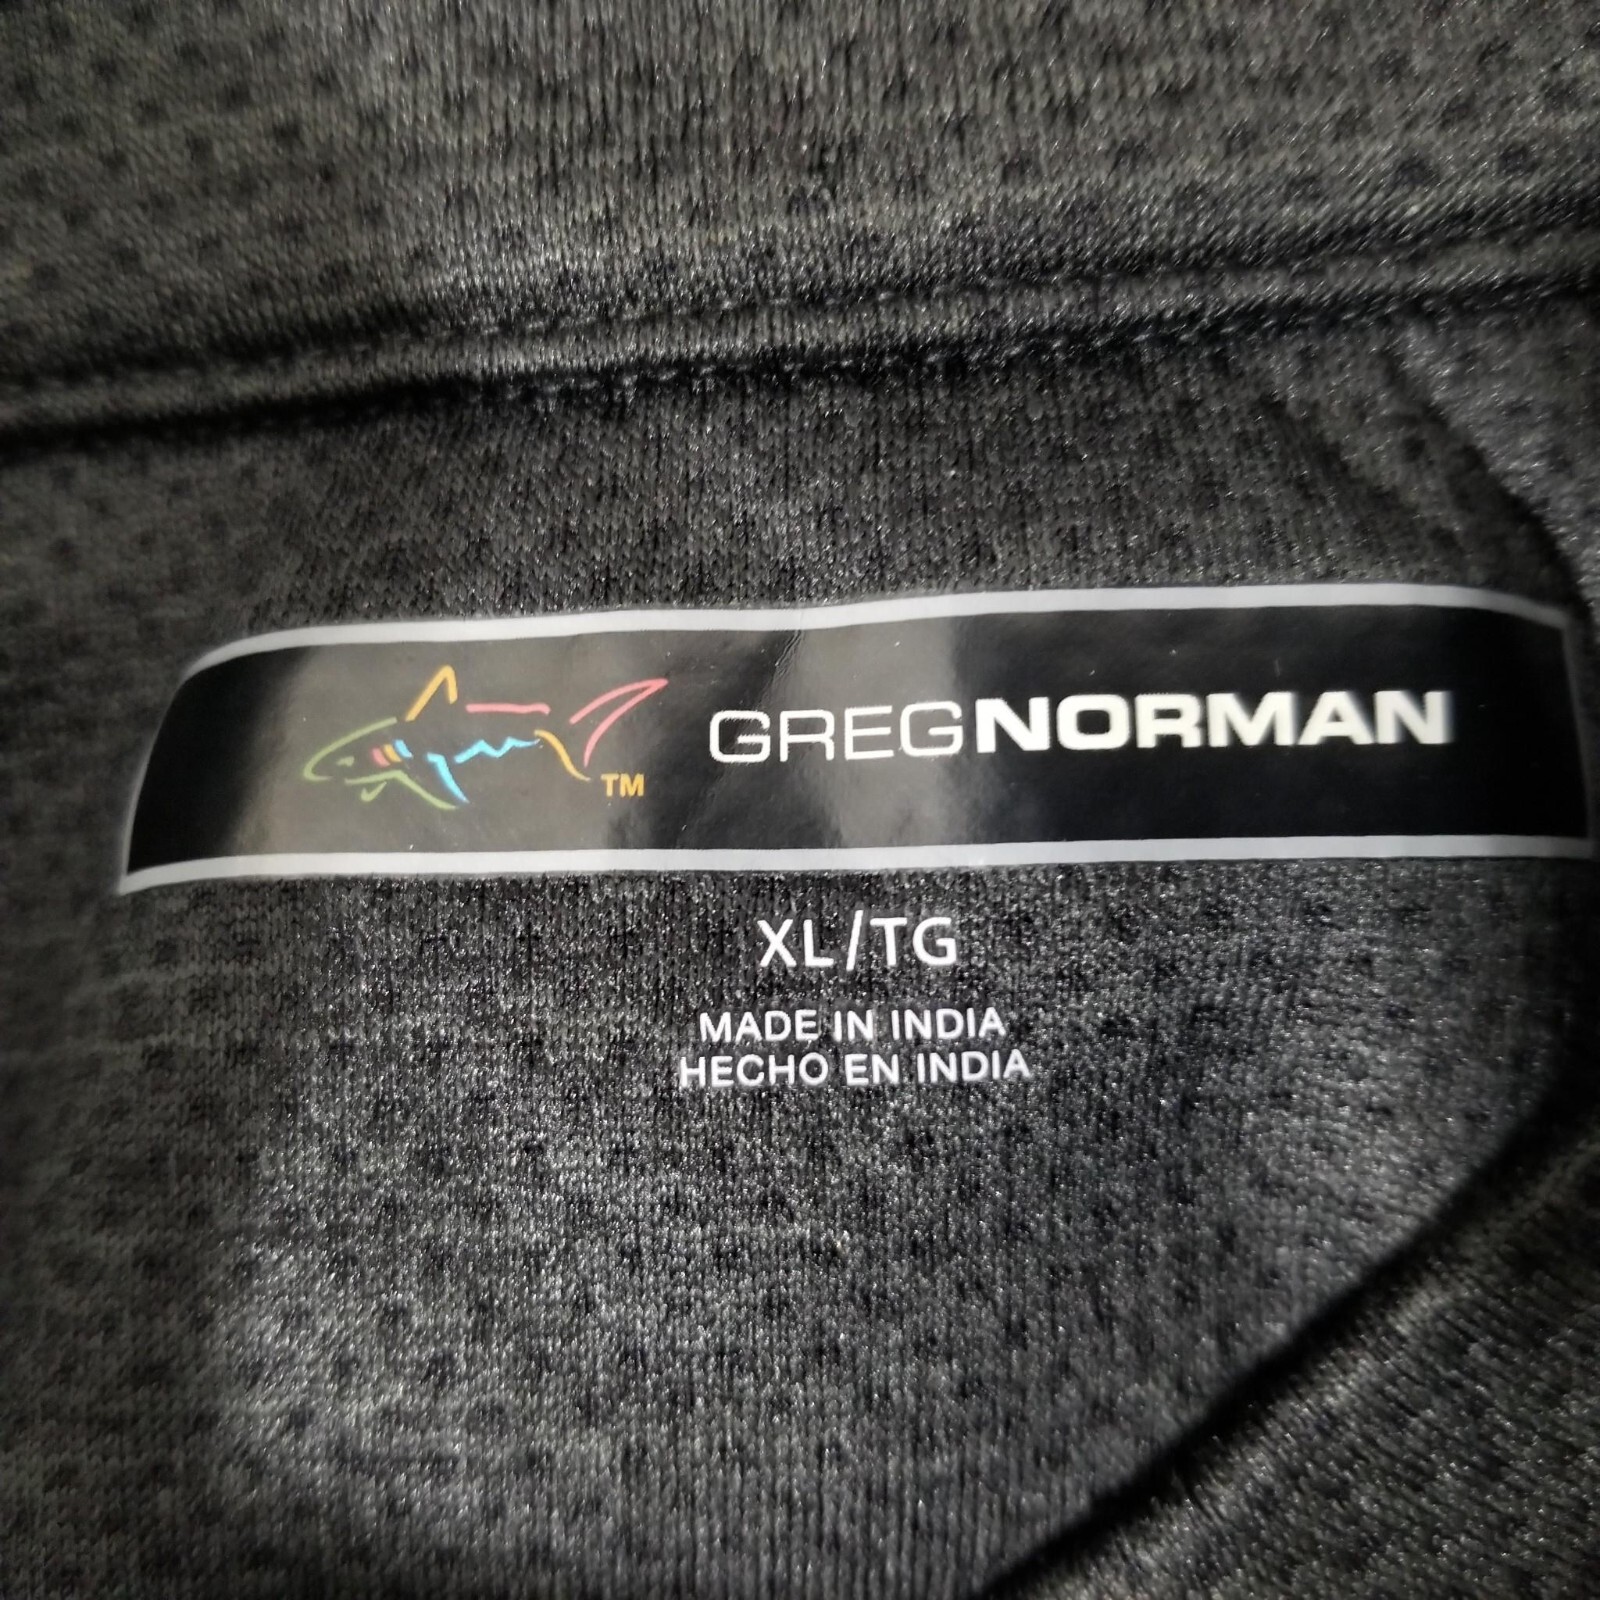 TM GREGNORMAN
XL/TG
MADE IN INDIA
HECHO EN INDIA